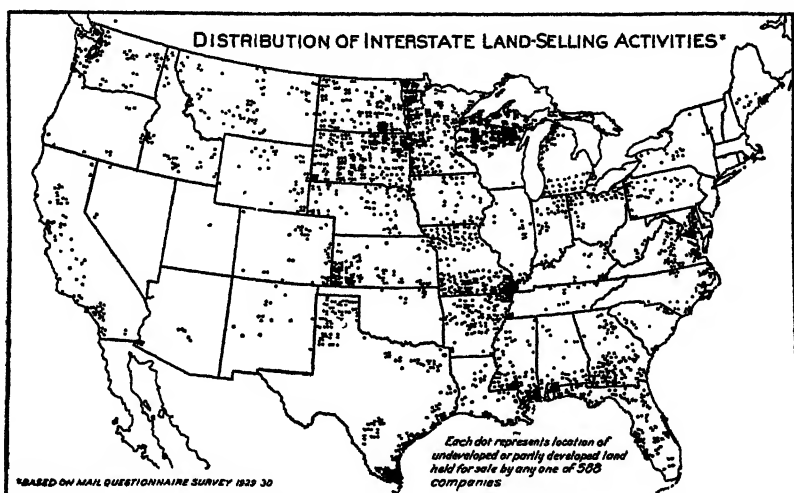 DISTRIBUTION OF INTERSTATE LAND-SELLING ACTIVITIES*
Each dot represents location of
undeveloped or partly developed land
held for sale by any one of 588
companies
*BASED ON MAIL QUESTIONNAIRE SURVEY 1929 30